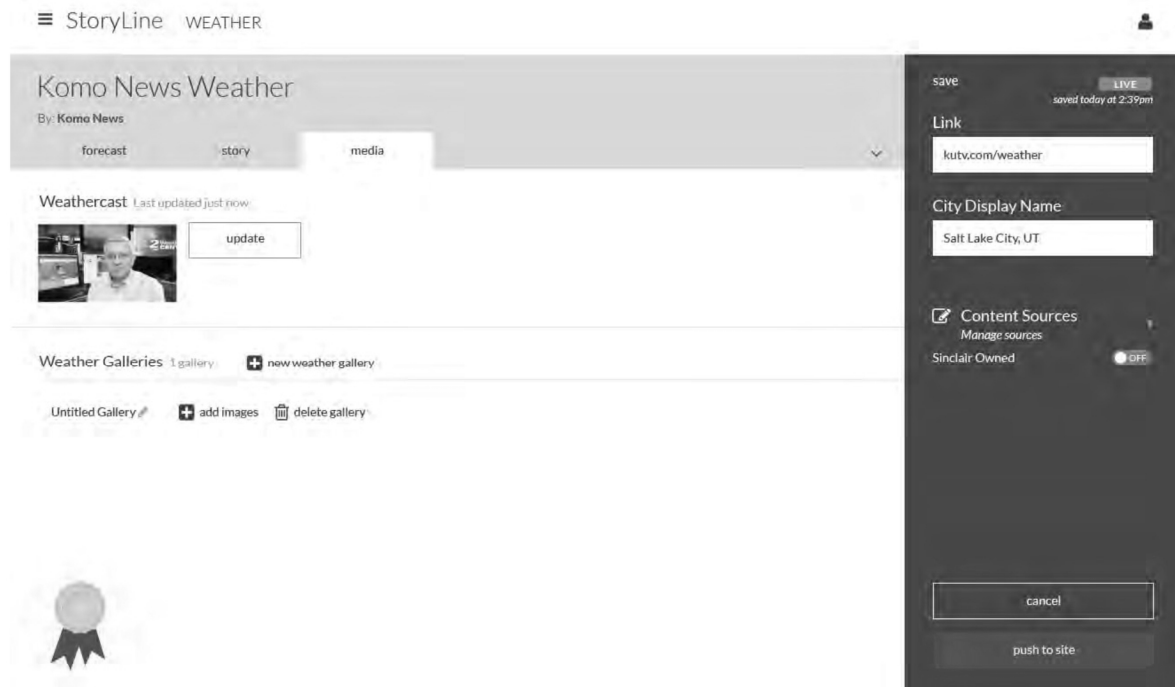 StoryLine WEATHER
Komo News Weather
By: Komo News
forecast story media
Weathercast Last updated just now
update
2
Weather Galleries 1 gallery new weather gallery
Untitled Gallery add images delete gallery
save LIVE
saved today at 2:39pm
Link
kutv.com/weather
City Display Name
Salt Lake City, UT
Content Sources
Manage sources
Sinclair Owned OFF
cancel
push to site